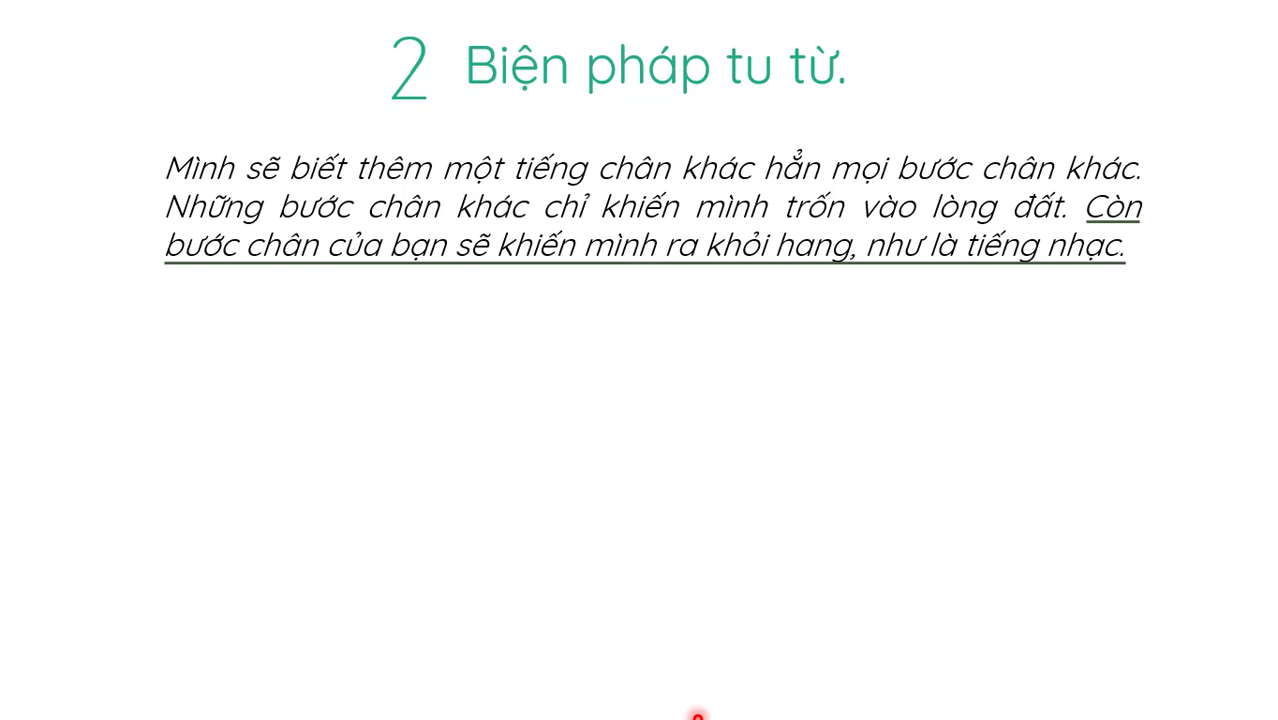 2 Biện pháp tu từ.
Mình sẽ biết thêm một tiếng chân khác hẳn mọi bước chân khác.
Những bước chân khác chỉ khiến mình trốn vào lòng đất. Còn
bước chân của bạn sẽ khiến mình ra khỏi hang, như là tiếng nhạc.